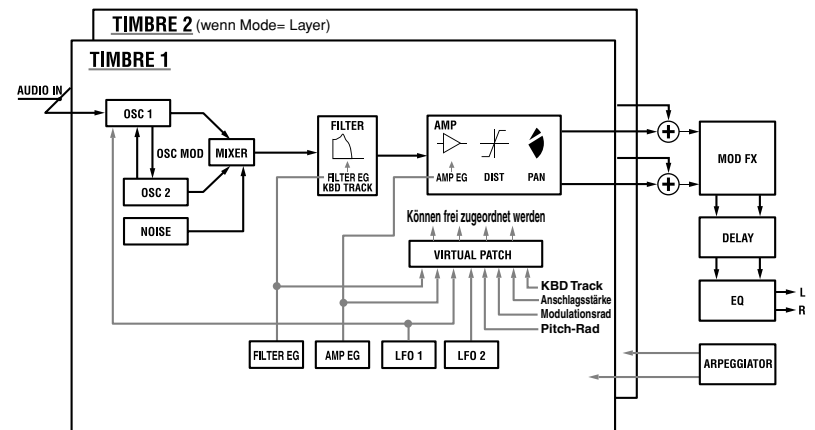 TIMBRE 2 (wenn Mode= Layer)
TIMBRE 1
AUDIO IN
OSC 1
OSC MOD
MIXER
OSC 2
NOISE
FILTER
FILTER EG
KBD TRACK
AMP
AMP EG
DIST
PAN
MOD FX
DELAY
EQ
L
R
Können frei zugeordnet werden
VIRTUAL PATCH
KBD Track
Anschlagsstärke
Modulationsrad
Pitch-Rad
FILTER EG
AMP EG
LFO 1
LFO 2
ARPEGGIATOR